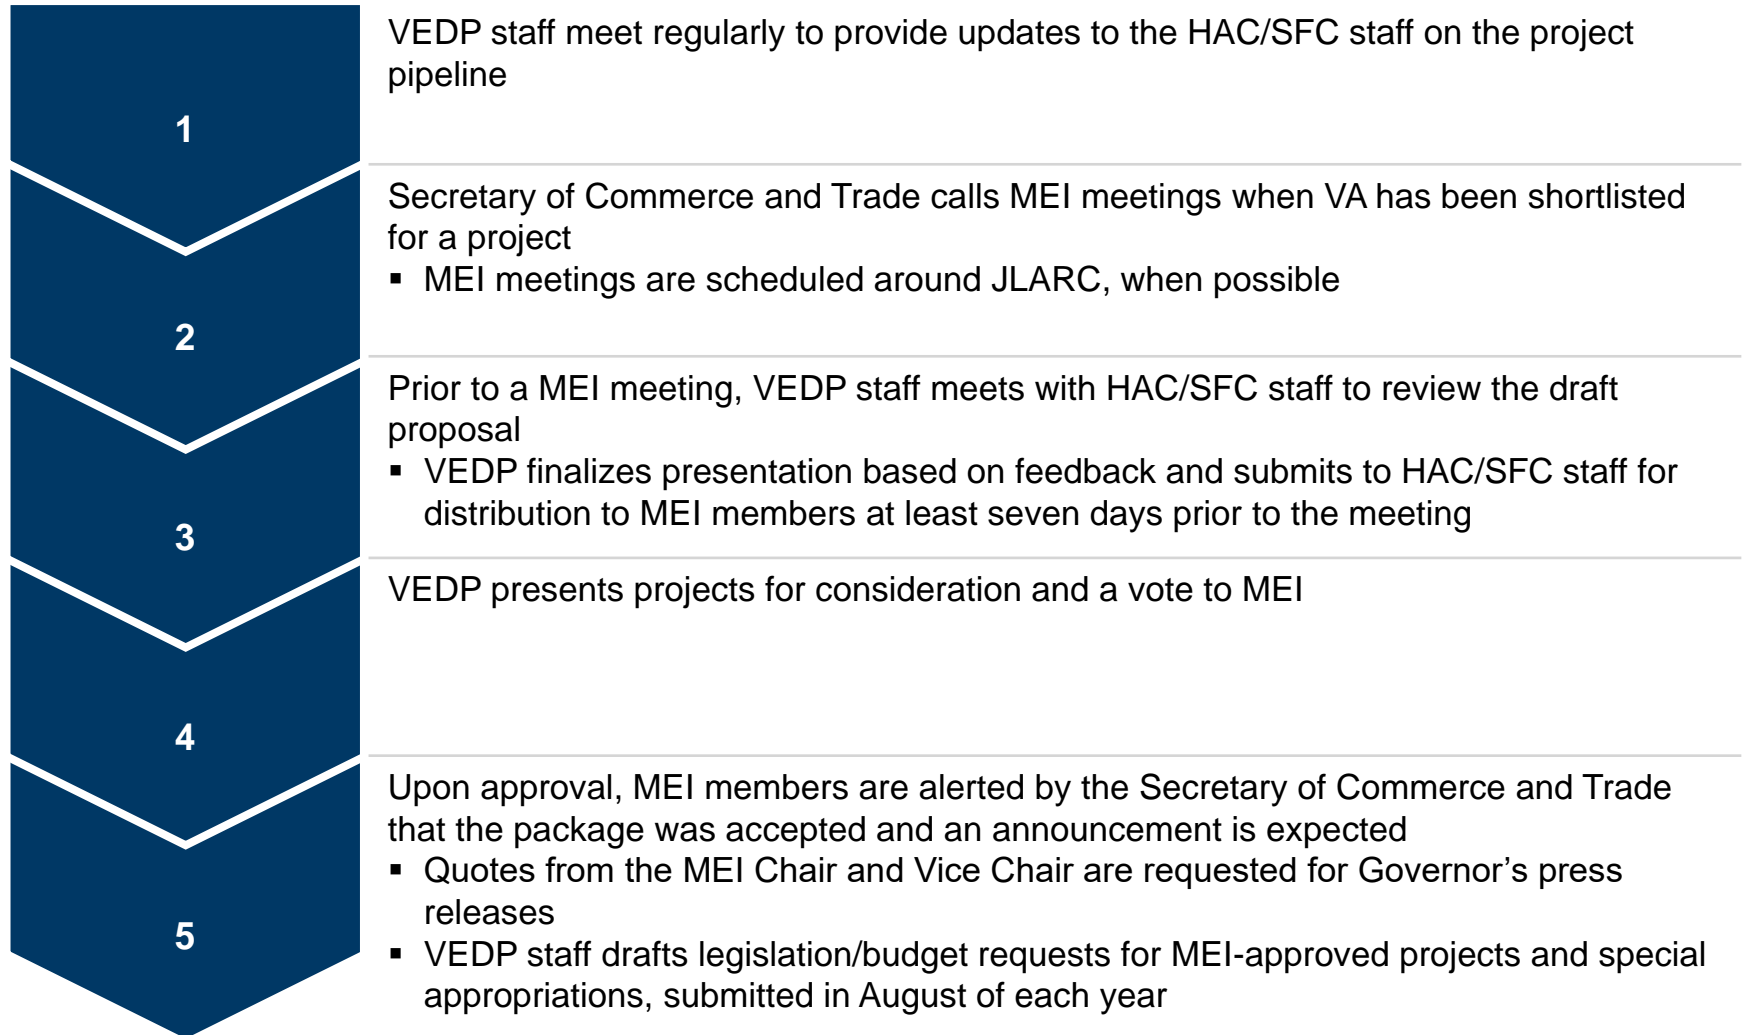 1
VEDP staff meet regularly to provide updates to the HAC/SFC staff on the project
pipeline
2
Secretary of Commerce and Trade calls MEI meetings when VA has been shortlisted
for a project
▪ MEI meetings are scheduled around JLARC, when possible
3
Prior to a MEI meeting, VEDP staff meets with HAC/SFC staff to review the draft
proposal
▪ VEDP finalizes presentation based on feedback and submits to HAC/SFC staff for
distribution to MEI members at least seven days prior to the meeting
4
VEDP presents projects for consideration and a vote to MEI
5
Upon approval, MEI members are alerted by the Secretary of Commerce and Trade
that the package was accepted and an announcement is expected
▪ Quotes from the MEI Chair and Vice Chair are requested for Governor’s press
releases
▪ VEDP staff drafts legislation/budget requests for MEI-approved projects and special
appropriations, submitted in August of each year